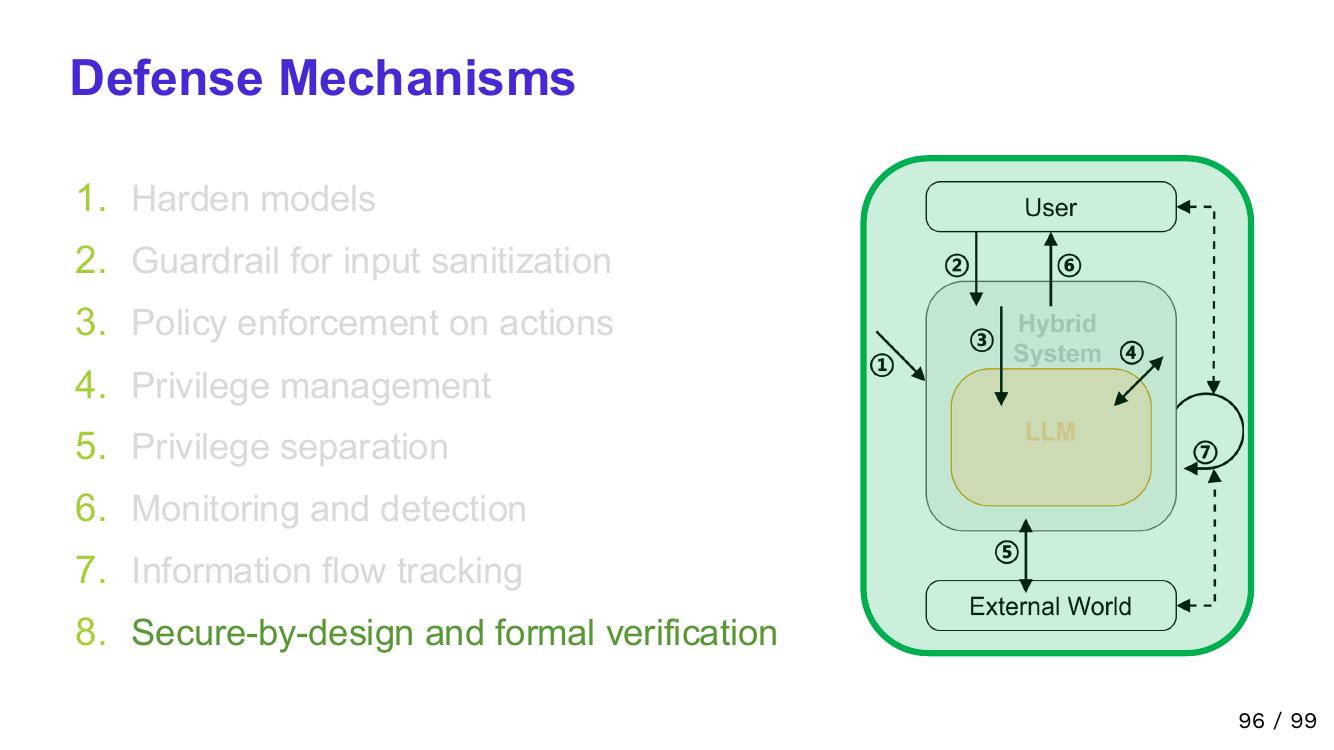 Defense Mechanisms
1. Harden models
2. Guardrail for input sanitization
3. Policy enforcement on actions
4. Privilege management
5. Privilege separation
6. Monitoring and detection
7. Information flow tracking
8. Secure-by-design and formal verification
User
② ⑥
Hybrid
System
③ ④
①
LLM
⑦
⑤
External World
96 / 99